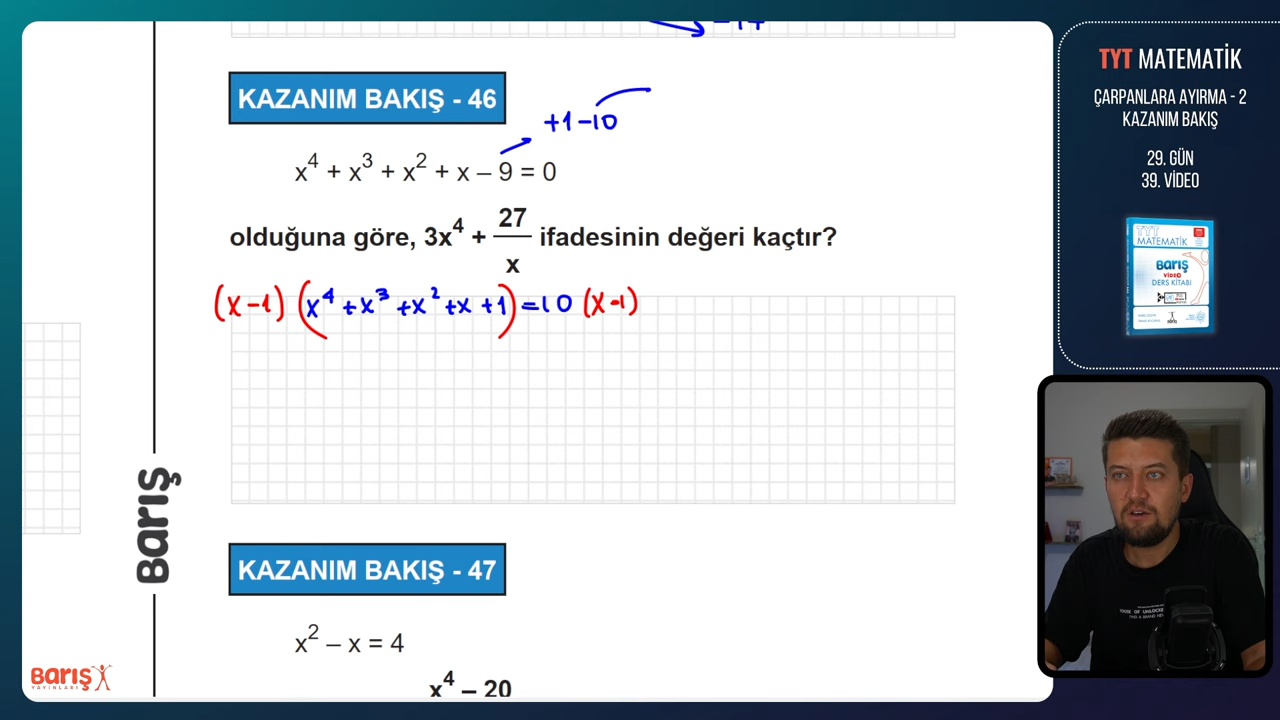 -14
KAZANIM BAKIŞ - 46
+1-10
x⁴ + x³ + x² + x – 9 = 0
olduğuna göre, 3x⁴ + 27/x ifadesinin değeri kaçtır?
(x-1) (x⁴+x³+x²+x+1)=10 (x-1)
Barış
KAZANIM BAKIŞ - 47
x² – x = 4
x⁴ – 20
Barış
YAYINLARI
TYT MATEMATİK
ÇARPANLARA AYIRMA - 2
KAZANIM BAKIŞ
29. GÜN
39. VİDEO
TYT
MATEMATİK
Barış
VİDEO
DERS KİTABI